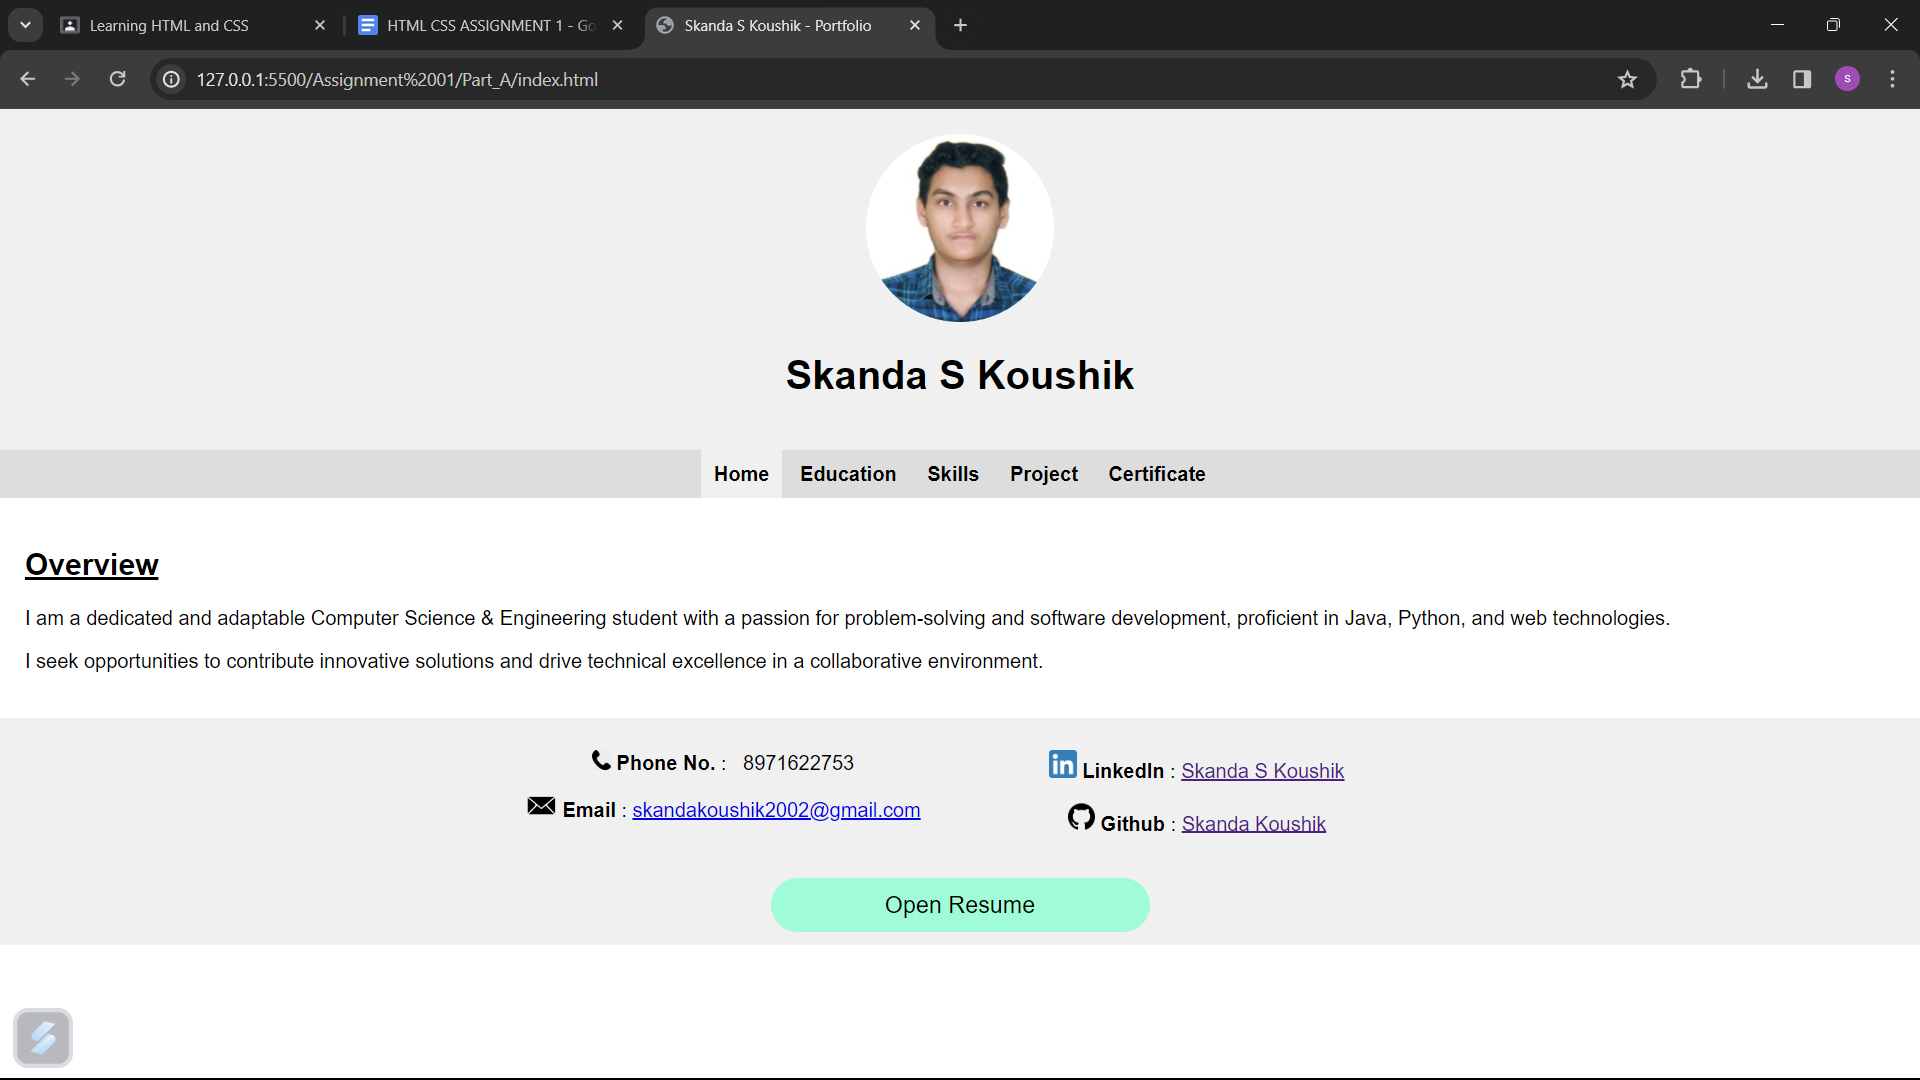 Learning HTML and CSS
HTML CSS ASSIGNMENT 1 - Go
Skanda S Koushik - Portfolio
127.0.0.1:5500/Assignment%2001/Part_A/index.html
S
Skanda S Koushik
Home Education Skills Project Certificate
Overview
I am a dedicated and adaptable Computer Science & Engineering student with a passion for problem-solving and software development, proficient in Java, Python, and web technologies.
I seek opportunities to contribute innovative solutions and drive technical excellence in a collaborative environment.
Phone No. : 8971622753
Email : skandakoushik2002@gmail.com
in LinkedIn : Skanda S Koushik
Github : Skanda Koushik
Open Resume